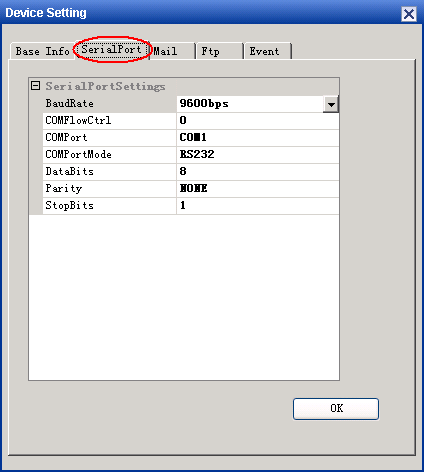 Device Setting
Base Info SerialPort Mail Ftp Event
SerialPortSettings
BaudRate 9600bps
COMFlowCtrl 0
COMPort COM1
COMPortMode RS232
DataBits 8
Parity NONE
StopBits 1
OK